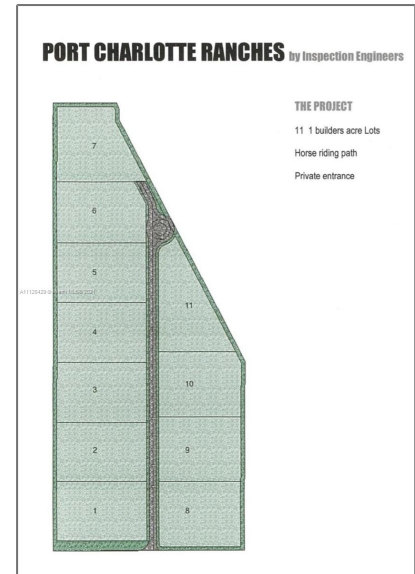 PORT CHARLOTTE RANCHES by Inspection Engineers
THE PROJECT
11 1 builders acre Lots
Horse riding path
Private entrance
7
6
5
4
3
2
1
11
10
9
8